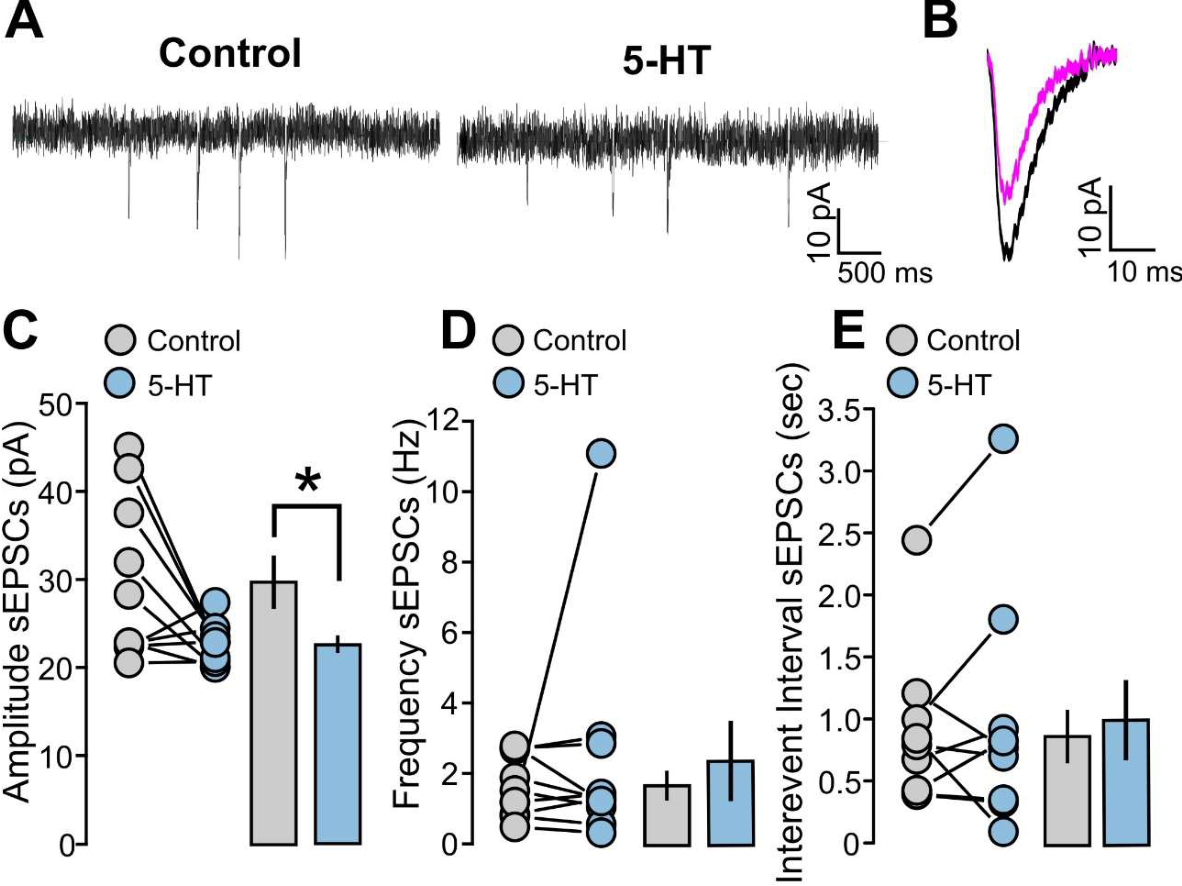 A
Control
5-HT
10 pA
500 ms
B
10 pA
10 ms
C
Control
5-HT
Amplitude sEPSCs (pA)
50
40
30
20
10
0
*
D
Control
5-HT
Frequency sEPSCs (Hz)
12
10
8
6
4
2
0
E
Control
5-HT
Interevent Interval sEPSCs (sec)
3.5
3.0
2.5
2.0
1.5
1.0
0.5
0